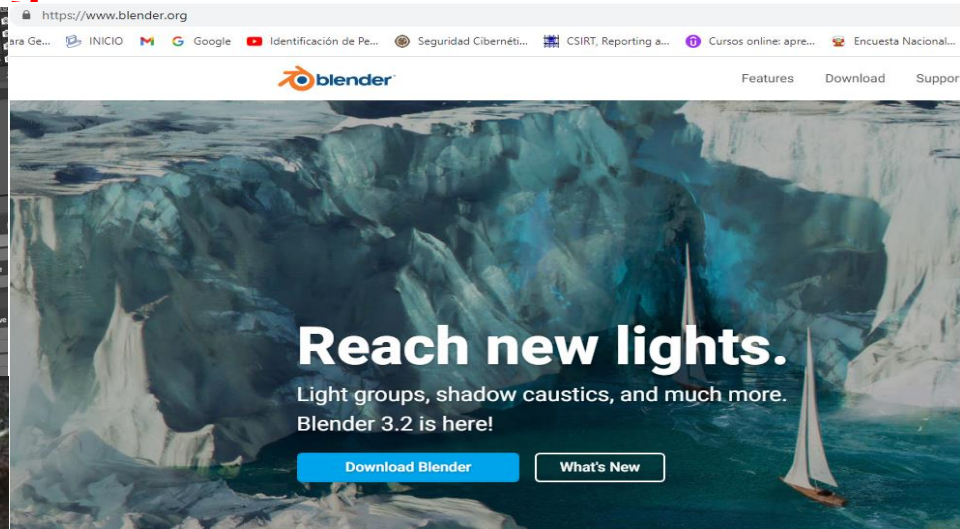 https://www.blender.org
ara Ge... INICIO Google Identificación de Pe... Seguridad Cibernéti... CSIRT, Reporting a... Cursos online: apre... Encuesta Nacional...
blender
Features Download Suppor
Reach new lights.
Light groups, shadow caustics, and much more.
Blender 3.2 is here!
Download Blender What's New